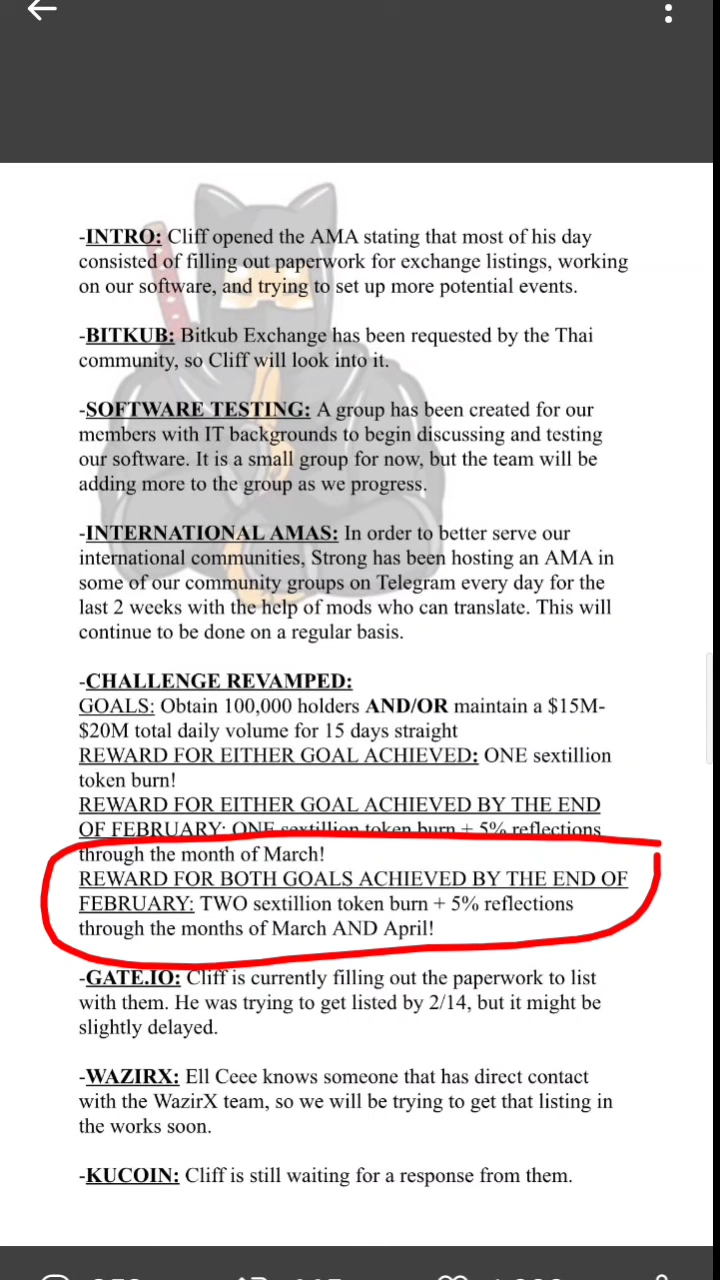 -INTRO: Cliff opened the AMA stating that most of his day
consisted of filling out paperwork for exchange listings, working
on our software, and trying to set up more potential events.
-BITKUB: Bitkub Exchange has been requested by the Thai
community, so Cliff will look into it.
-SOFTWARE TESTING: A group has been created for our
members with IT backgrounds to begin discussing and testing
our software. It is a small group for now, but the team will be
adding more to the group as we progress.
-INTERNATIONAL AMAS: In order to better serve our
international communities, Strong has been hosting an AMA in
some of our community groups on Telegram every day for the
last 2 weeks with the help of mods who can translate. This will
continue to be done on a regular basis.
-CHALLENGE REVAMPED:
GOALS: Obtain 100,000 holders AND/OR maintain a $15M-
$20M total daily volume for 15 days straight
REWARD FOR EITHER GOAL ACHIEVED: ONE sextillion
token burn!
REWARD FOR EITHER GOAL ACHIEVED BY THE END
OF FEBRUARY: ONE sextillion token burn + 5% reflections
through the month of March!
REWARD FOR BOTH GOALS ACHIEVED BY THE END OF
FEBRUARY: TWO sextillion token burn + 5% reflections
through the months of March AND April!
-GATE.IO: Cliff is currently filling out the paperwork to list
with them. He was trying to get listed by 2/14, but it might be
slightly delayed.
-WAZIRX: Ell Ceee knows someone that has direct contact
with the WazirX team, so we will be trying to get that listing in
the works soon.
-KUCOIN: Cliff is still waiting for a response from them.